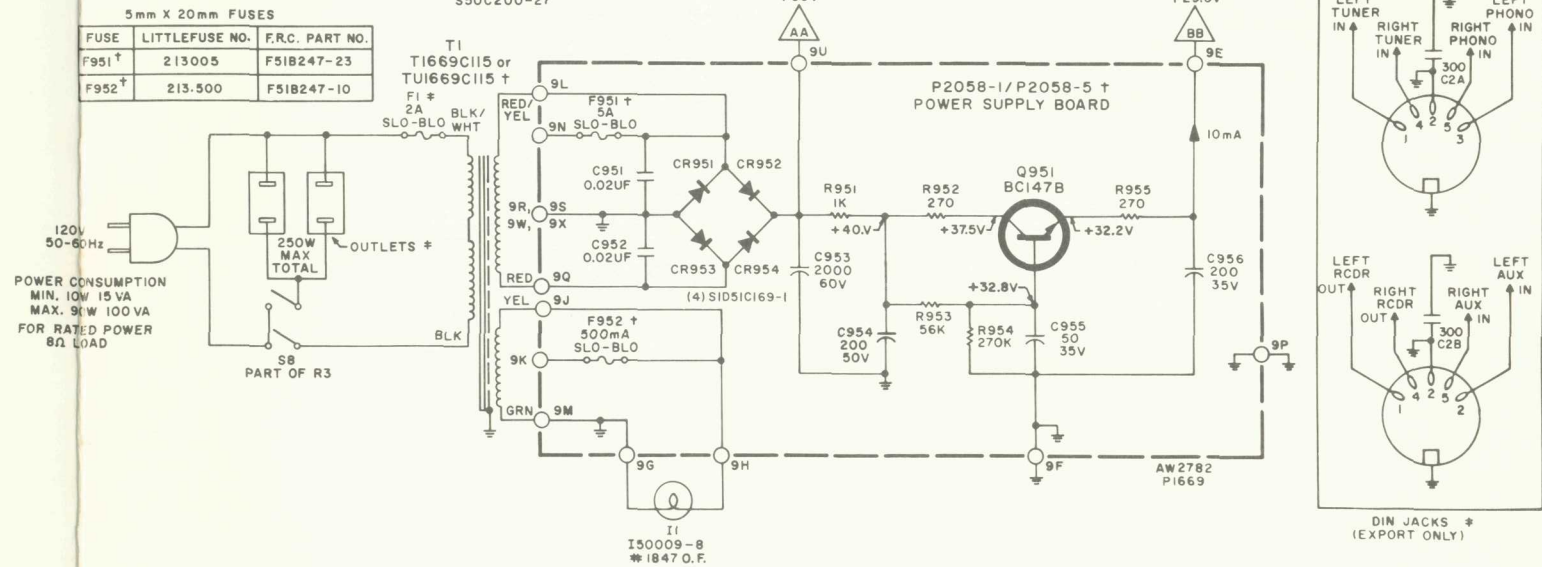 S50C200-27
5mm X 20mm FUSES
FUSE LITTLEFUSE NO. F.R.C. PART NO.
F951† 213005 F51B247-23
F952† 213.500 F51B247-10
T1
T1669C115 or
TU1669C115 †
F1 *
2A
SLO-BLO
BLK/
WHT
RED/
YEL
9L
9N
F951 †
5A
SLO-BLO
C951
0.02UF
CR951
CR952
9R,
9W,
9S
9X
C952
0.02UF
CR953
CR954
RED
9Q
(4) S1D51C169-1
YEL
9J
F952 †
500mA
SLO-BLO
9K
GRN
9M
9G
9H
I1
I50009-8
# 1847 O.F.
120V
50-60Hz
250W
MAX
TOTAL
OUTLETS *
POWER CONSUMPTION
MIN. 10W 15 VA
MAX. 90W 100 VA
FOR RATED POWER
8Ω LOAD
S8
PART OF R3
BLK
AA
9U
BB
9E
P2058-1/P2058-5 †
POWER SUPPLY BOARD
10mA
R951
1K
+40.V
R952
270
+37.5V
Q951
BC147B
R955
270
+32.2V
C953
2000
60V
+32.8V
C956
200
35V
C954
200
50V
R953
56K
R954
270K
C955
50
35V
9P
9F
AW2782
P1669
LEFT
TUNER
IN
RIGHT
TUNER
IN
RIGHT
PHONO
IN
LEFT
PHONO
IN
300
C2A
1 4 2 5 3
LEFT
RCDR
OUT
RIGHT
RCDR
OUT
RIGHT
AUX
IN
LEFT
AUX
IN
300
C2B
1 4 2 5 2
DIN JACKS *
(EXPORT ONLY)